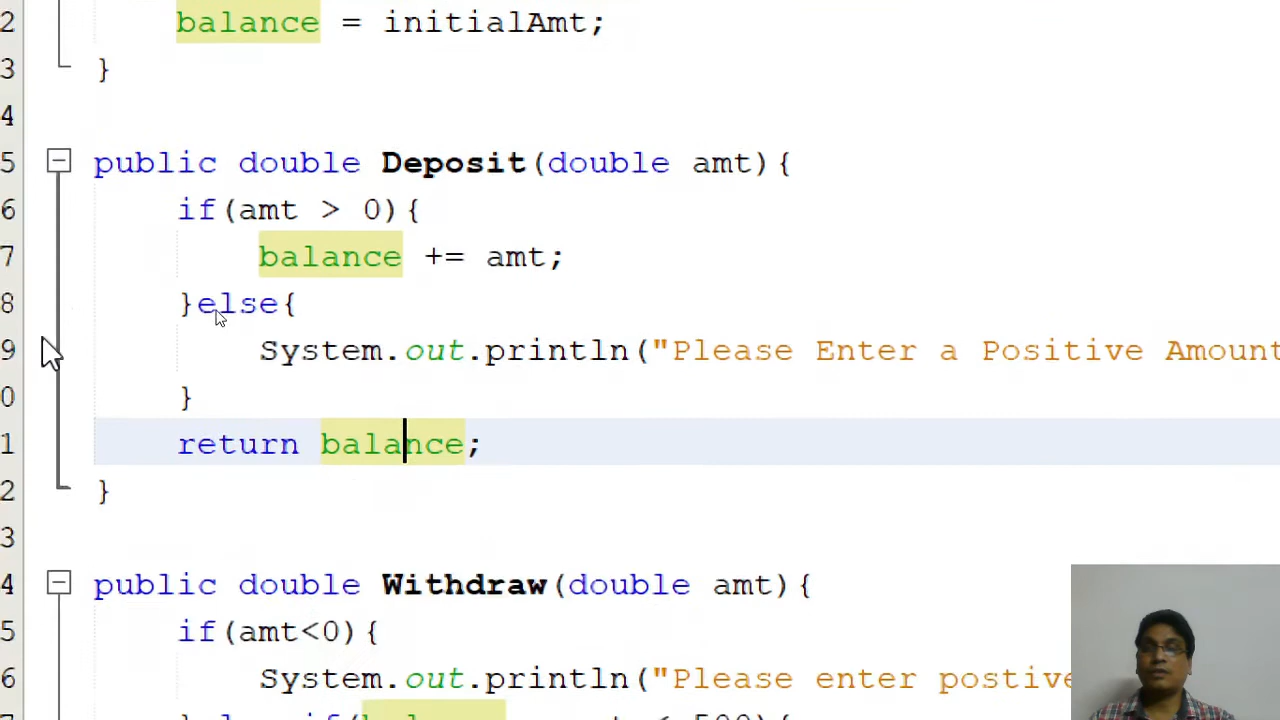 2 balance = initialAmt;
3 }
4
5 public double Deposit(double amt){
6 if(amt > 0){
7 balance += amt;
8 }else{
9 System.out.println("Please Enter a Positive Amount
0 }
1 return balance;
2 }
3
4 public double Withdraw(double amt){
5 if(amt<0){
6 System.out.println("Please enter postive